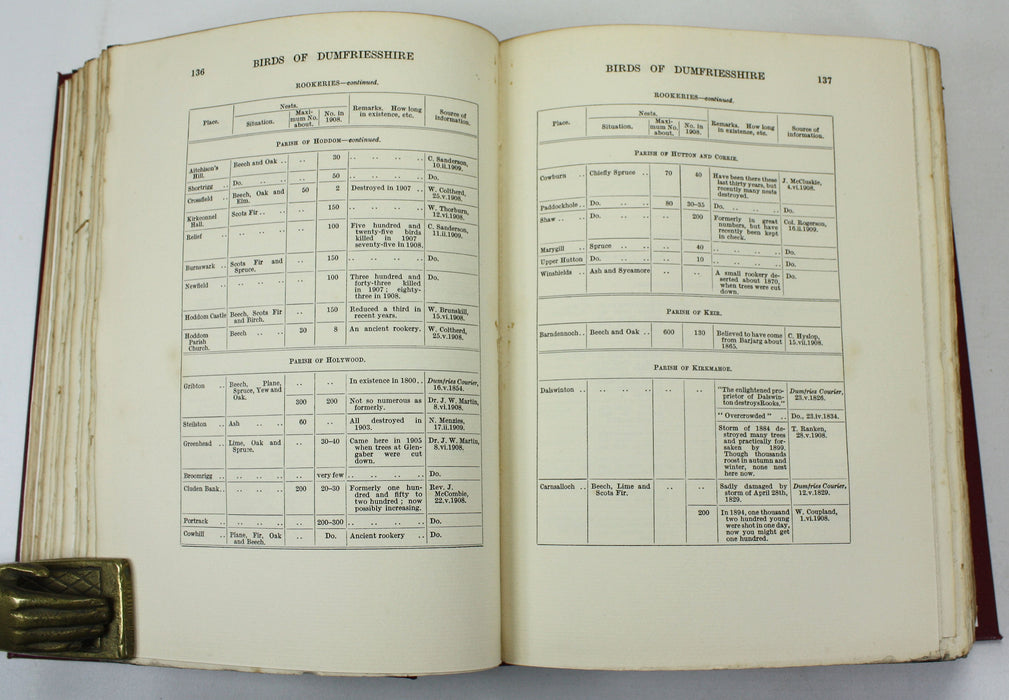 136
BIRDS OF DUMFRIESSHIRE
ROOKERIES—continued.
Place. Nests. Remarks. How long in existence, etc. Source of information.
Situation. Maximum No. about. No. in 1908.
PARISH OF HODDOM—continued.
Aitchison's Hill. Beech and Oak .. .. 30 .. .. .. .. C. Sanderson, 10.ii.1909.
Shortrigg .. Do. .. .. .. 50 .. .. .. .. Do.
Crossfield .. Beech, Oak and Elm. 50 2 Destroyed in 1907 .. W. Coltherd, 25.v.1908.
Kirkconnel Hall. Scots Fir .. .. .. 150 .. .. .. .. W. Thorburn, 12.vi.1908.
Relief .. .. .. .. .. .. 100 Five hundred and twenty-five birds killed in 1907 seventy-five in 1908. C. Sanderson, 11.ii.1909.
Burnswark .. Scots Fir and Spruce. .. 150 .. .. .. .. Do.
Newfield .. .. .. .. .. .. 100 Three hundred and forty-three killed in 1907; eighty-three in 1908. Do.
Hoddom Castle Beech, Scots Fir and Birch. .. 150 Reduced a third in recent years. W. Brunskill, 15.vi.1908.
Hoddom Parish Church. Beech .. .. 30 8 An ancient rookery. W. Coltherd, 25.v.1908.
PARISH OF HOLYWOOD.
Gribton .. Beech, Plane, Spruce, Yew and Oak. .. .. In existence in 1800.. Dumfries Courier, 16.v.1854.
300 200 Not so numerous as formerly. Dr. J. W. Martin, 8.vi.1908.
Steilston .. Ash .. .. 60 .. All destroyed in 1903. N. Menzies, 17.ii.1909.
Greenhead .. Lime, Oak and Spruce. .. 30-40 Came here in 1905 when trees at Glengaber were cut down. Dr. J. W. Martin, 8.vi.1908.
Broomrigg .. .. .. .. .. .. very few .. .. .. .. Do.
Cluden Bank.. .. .. .. .. 200 20-30 Formerly one hundred and fifty to two hundred; now possibly increasing. Rev. J. McCombie, 22.v.1908.
Portrack .. .. .. .. .. .. 200-300 .. .. .. .. Do.
Cowhill .. Plane, Fir, Oak and Beech. .. Do. Ancient rookery .. Do.
BIRDS OF DUMFRIESSHIRE
137
ROOKERIES—continued.
Place. Nests. Remarks. How long in existence, etc. Source of information.
Situation. Maximum No. about. No. in 1908.
PARISH OF HUTTON AND CORRIE.
Cowburn .. Chiefly Spruce .. 70 40 Have been there these last thirty years, but recently many nests destroyed. J. McCluskie, 4.vi.1908.
Paddockhole .. Do. .. .. 80 30-35 Do. .. .. .. Do.
Shaw .. .. Do. .. .. .. 200 Formerly in great numbers, but have recently been kept in check. Col. Rogerson, 16.ii.1909.
Marygill .. Spruce .. .. .. 40 .. .. .. .. Do.
Upper Hutton Do. .. .. .. 10 .. .. .. .. Do.
Winshields .. Ash and Sycamore .. .. A small rookery deserted about 1870, when trees were cut down. Do.
PARISH OF KEIR.
Barndennoch.. Beech and Oak .. 600 130 Believed to have come from Barjarg about 1865. C. Hyslop, 15.vii.1908.
PARISH OF KIRKMAHOE.
Dalswinton .. .. .. .. .. .. .. "The enlightened proprietor of Dalswinton destroys Rooks." Dumfries Courier, 23.v.1826.
"Overcrowded" .. Do., 23.iv.1834.
Storm of 1884 destroyed many trees and practically forsaken by 1899. Though thousands roost in autumn and winter, none nest here now. T. Ranken, 28.v.1908.
Carnsalloch .. Beech, Lime and Scots Fir. .. .. Sadly damaged by storm of April 28th, 1829. Dumfries Courier, 12.v.1829.
200 In 1894, one thousand two hundred young were shot in one day, now you might get one hundred. W. Coupland, 1.vi.1908.